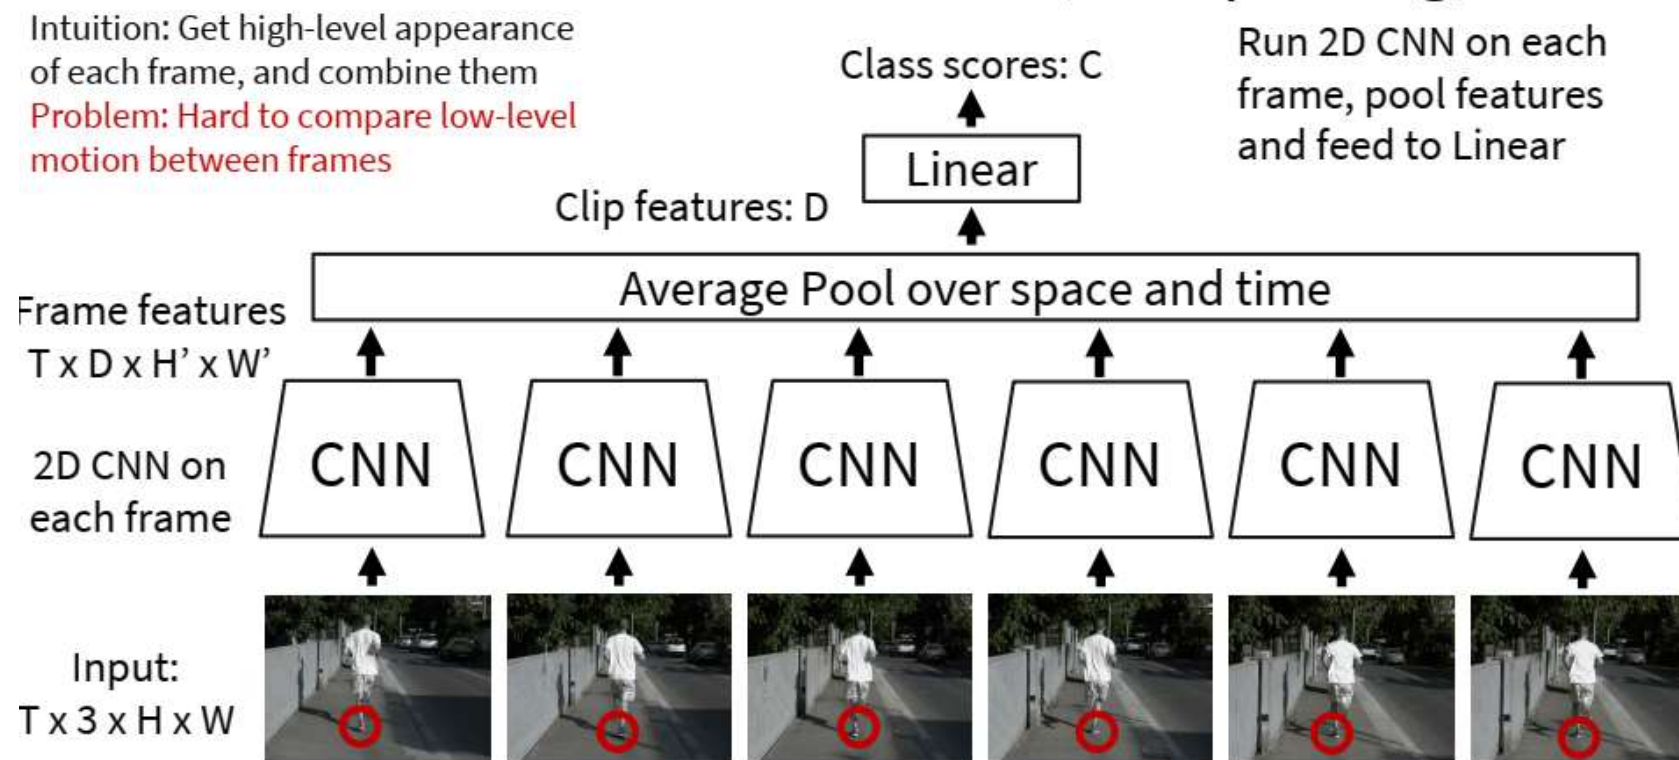 Intuition: Get high-level appearance
of each frame, and combine them
Problem: Hard to compare low-level
motion between frames
Run 2D CNN on each
frame, pool features
and feed to Linear
Class scores: C
Linear
Clip features: D
Average Pool over space and time
Frame features
T x D x H’ x W’
CNN CNN CNN CNN CNN CNN
2D CNN on
each frame
Input:
T x 3 x H x W